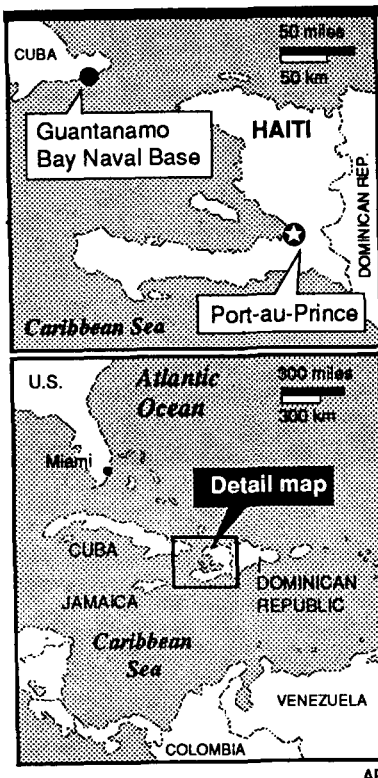 50 miles
50 km
CUBA
Guantanamo
Bay Naval Base
HAITI
DOMINICAN REP.
Port-au-Prince
Caribbean Sea
U.S.
Atlantic
Ocean
300 miles
300 km
Miami
Detail map
CUBA
DOMINICAN
REPUBLIC
JAMAICA
Caribbean
Sea
VENEZUELA
COLOMBIA